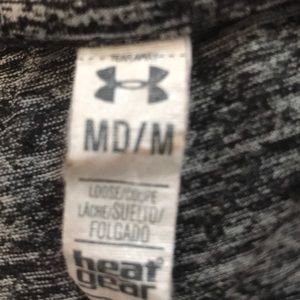 MD/M
LOOSE/COUPE
LÂCHE/SUELTO/
FOLGADO
heat
gear